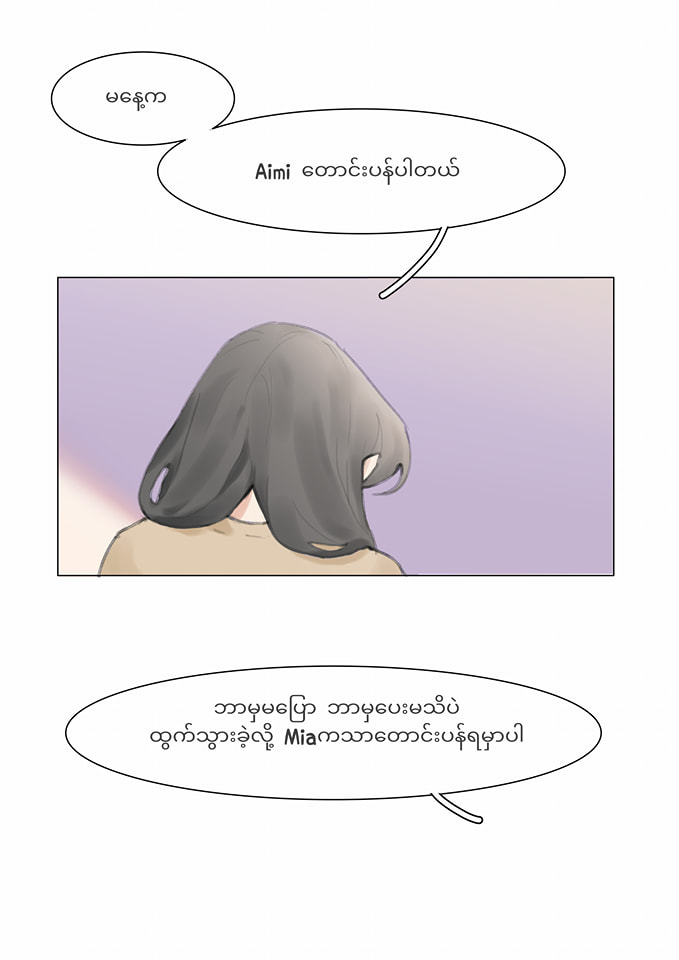 မနေ့က
Aimi တောင်းပန်ပါတယ်
ဘာမှမပြော ဘာမှပေးမသိပဲ
ထွက်သွားခဲ့လို့ Miaကသာတောင်းပန်ရမှာပါ